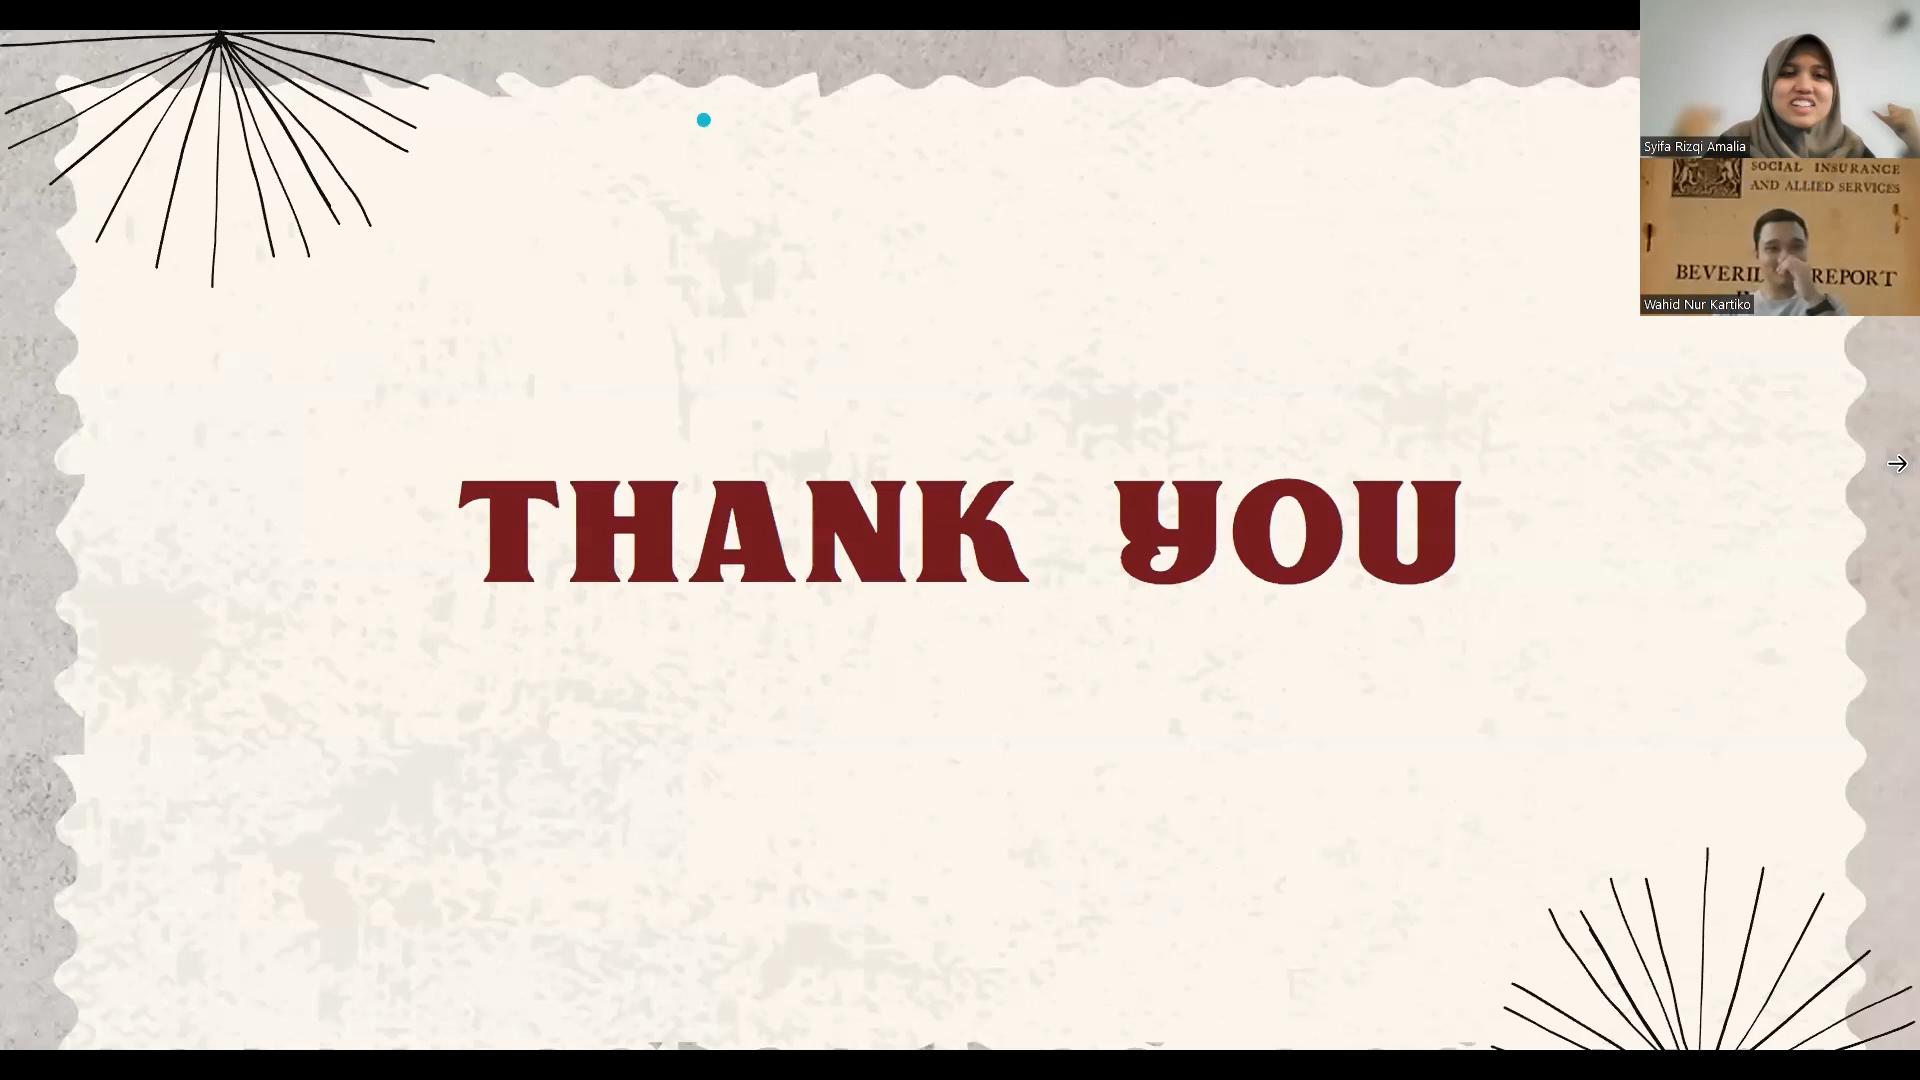 THANK YOU
Syifa Rizqi Amalia
SOCIAL INSURANCE
AND ALLIED SERVICES
REPORT
Wahid Nur Kartiko